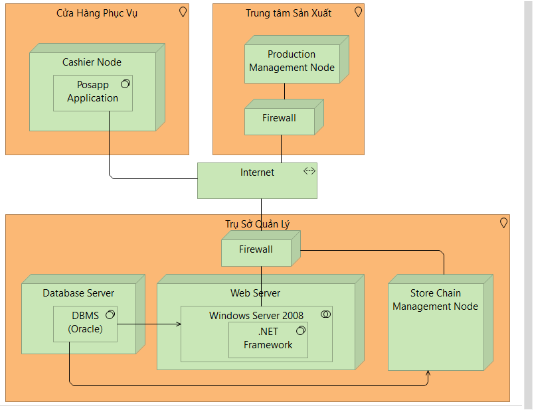 Cửa Hàng Phục Vụ
Trung tâm Sản Xuất
Cashier Node
Posapp
Application
Production
Management Node
Firewall
Internet
Trụ Sở Quản Lý
Firewall
Database Server
DBMS
(Oracle)
Web Server
Windows Server 2008
.NET
Framework
Store Chain
Management Node